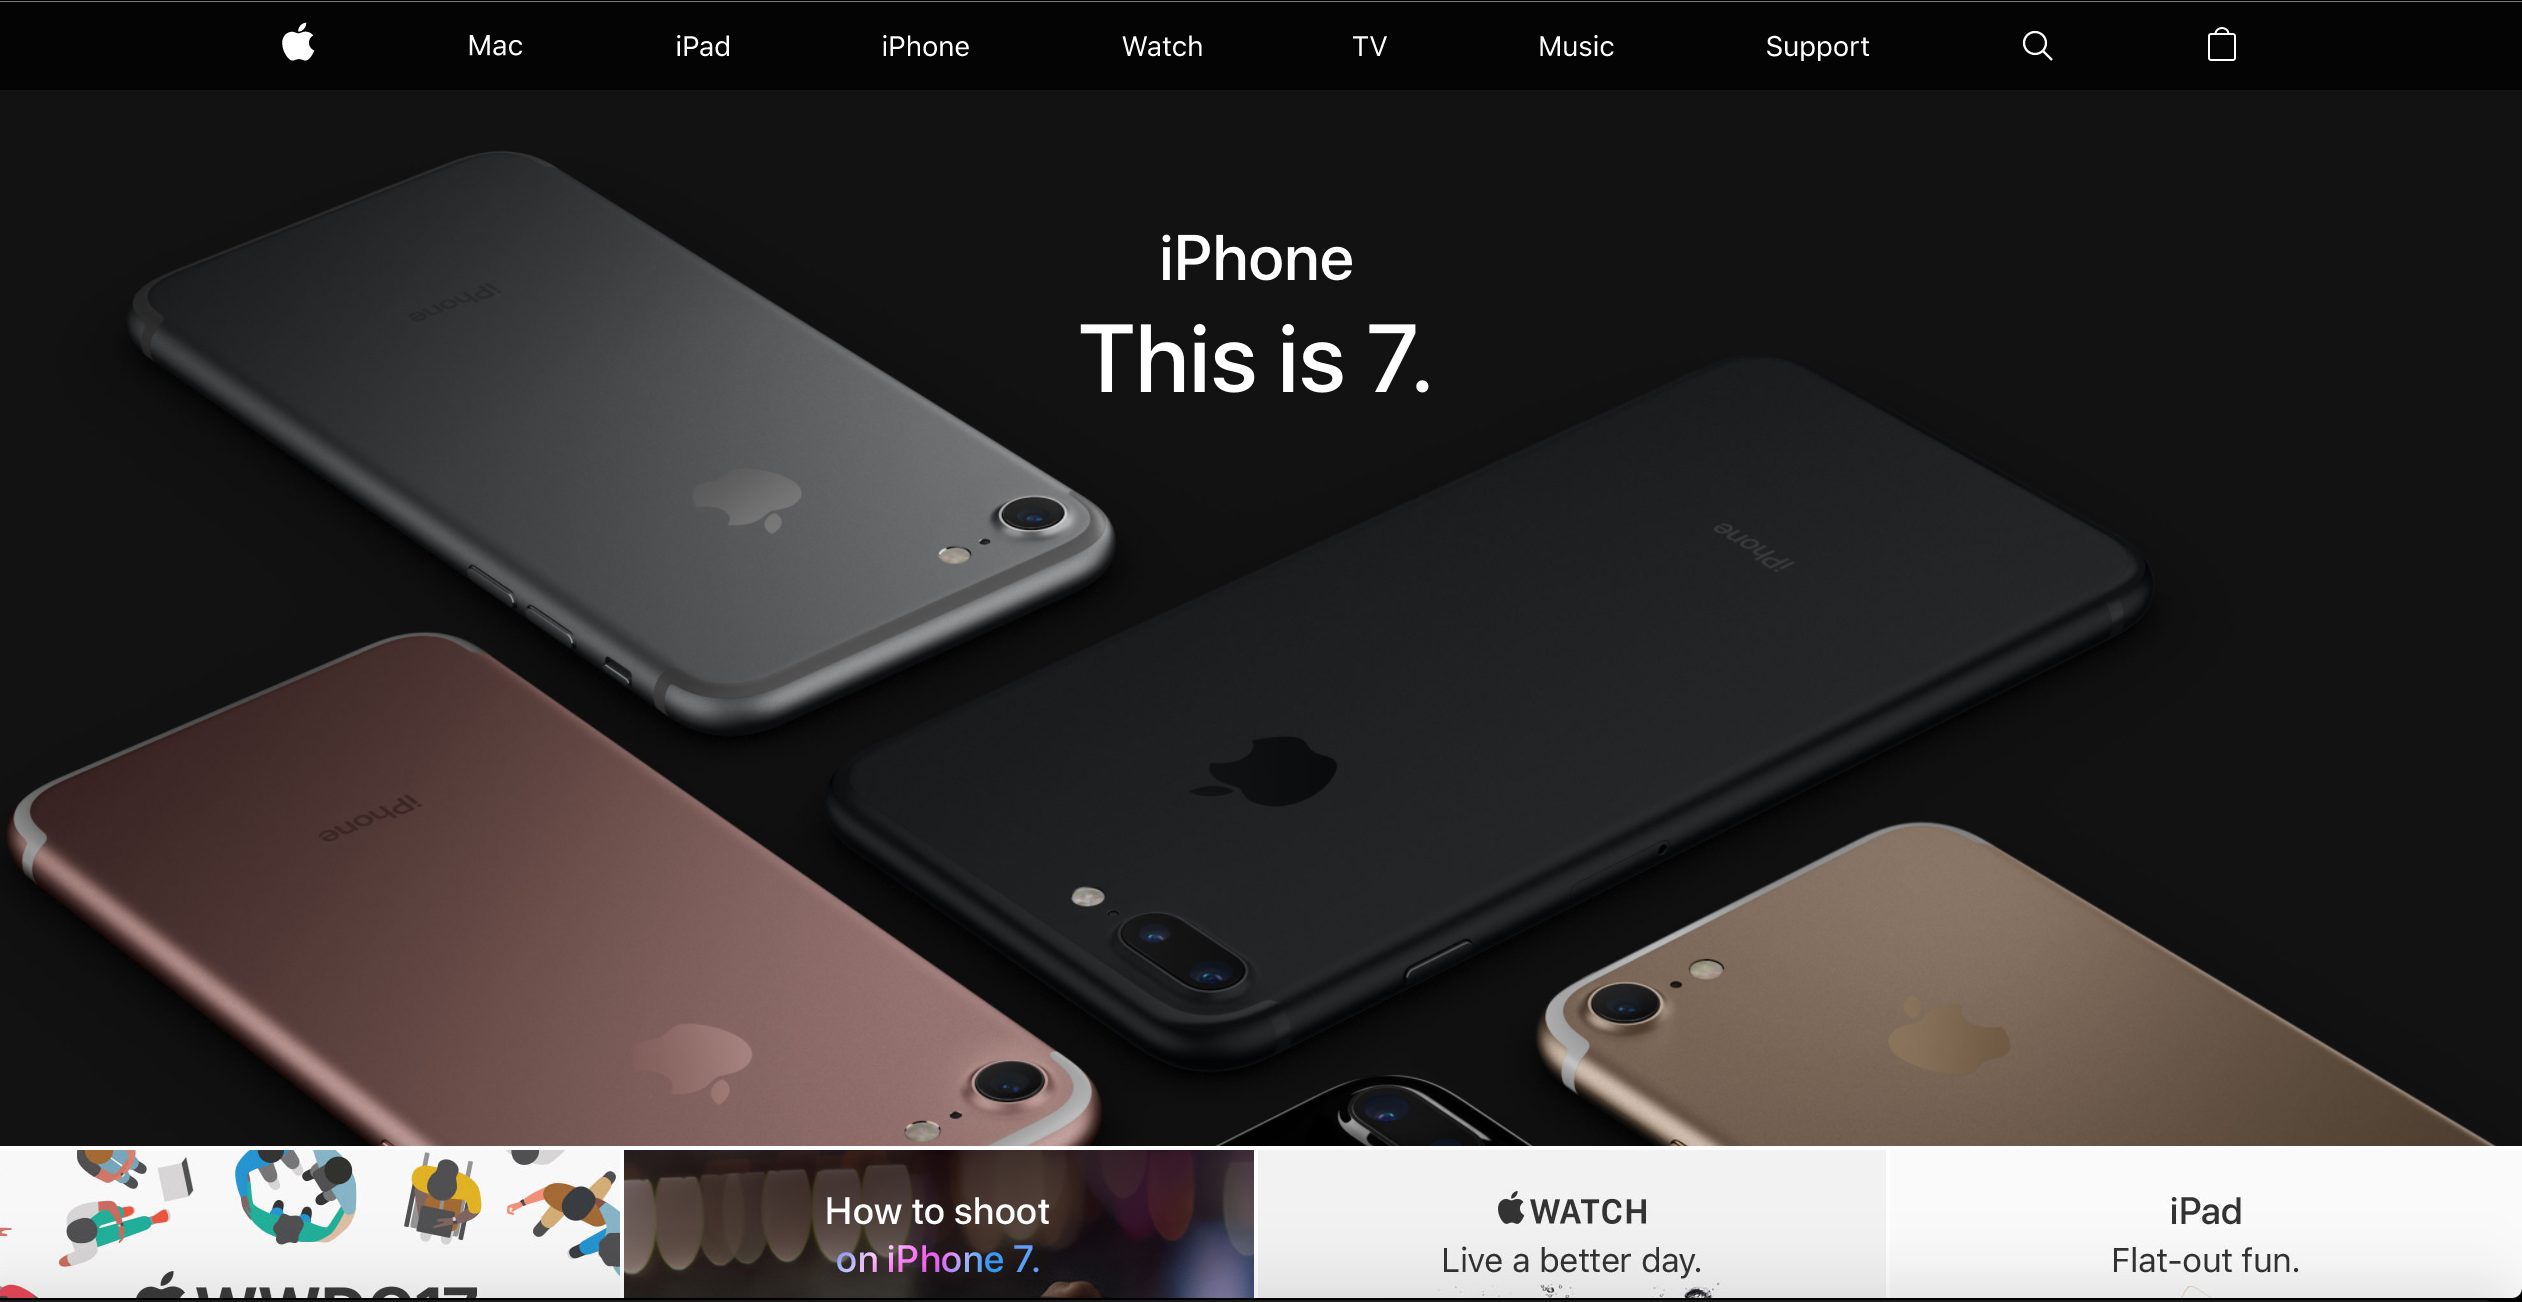 Mac iPad iPhone Watch TV Music Support
iPhone
This is 7.
iPhone
iPhone
iPhone
WWDC17
How to shoot
on iPhone 7.
WATCH
Live a better day.
iPad
Flat-out fun.